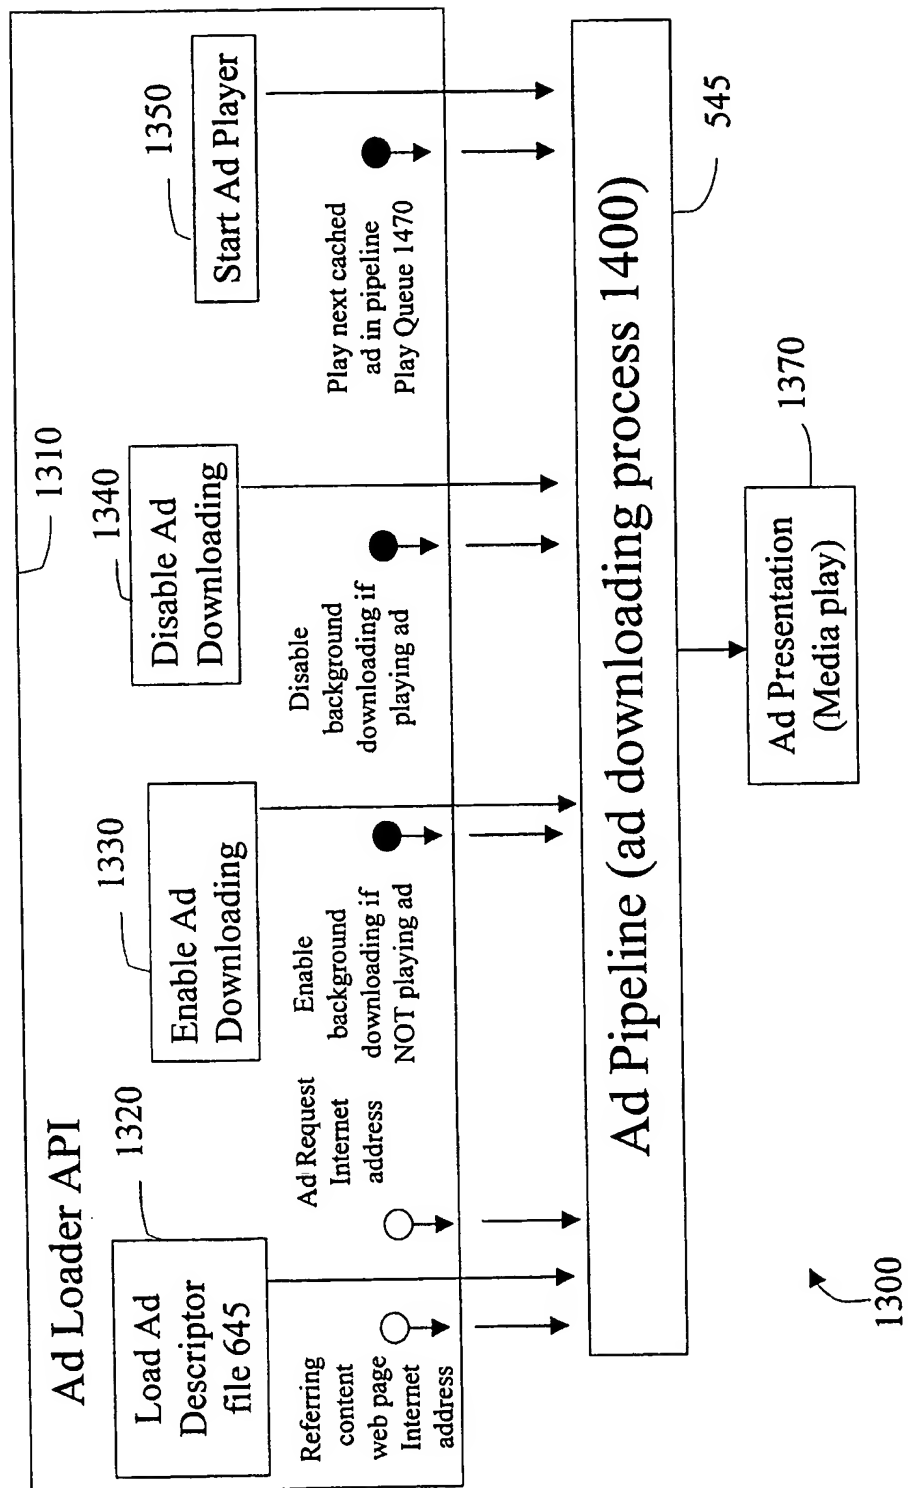 Ad Loader API
1310
1320
Load Ad
Descriptor
file 645
1330
Enable Ad
Downloading
1340
Disable Ad
Downloading
1350
Start Ad Player
Referring
content
web page
Internet
address
Ad Request
Internet
address
Enable
background
downloading if
NOT playing ad
Disable
background
downloading if
playing ad
Play next cached
ad in pipeline
Play Queue 1470
Ad Pipeline (ad downloading process 1400)
545
Ad Presentation
(Media play)
1370
1300